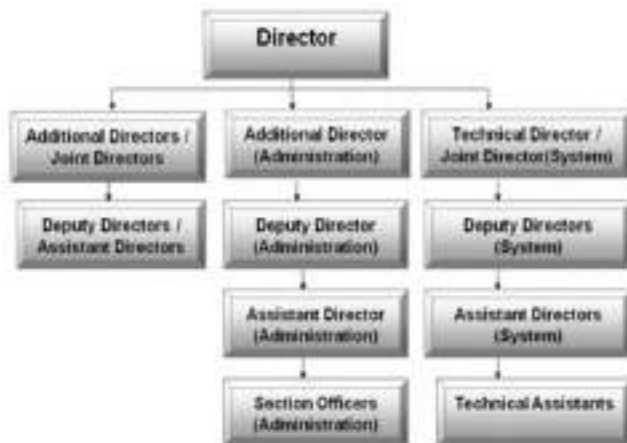 Director
Additional Directors /
Joint Directors
Additional Director
(Administration)
Technical Director /
Joint Director(System)
Deputy Directors /
Assistant Directors
Deputy Director
(Administration)
Deputy Directors
(System)
Assistant Director
(Administration)
Assistant Directors
(System)
Section Officers
(Administration)
Technical Assistants